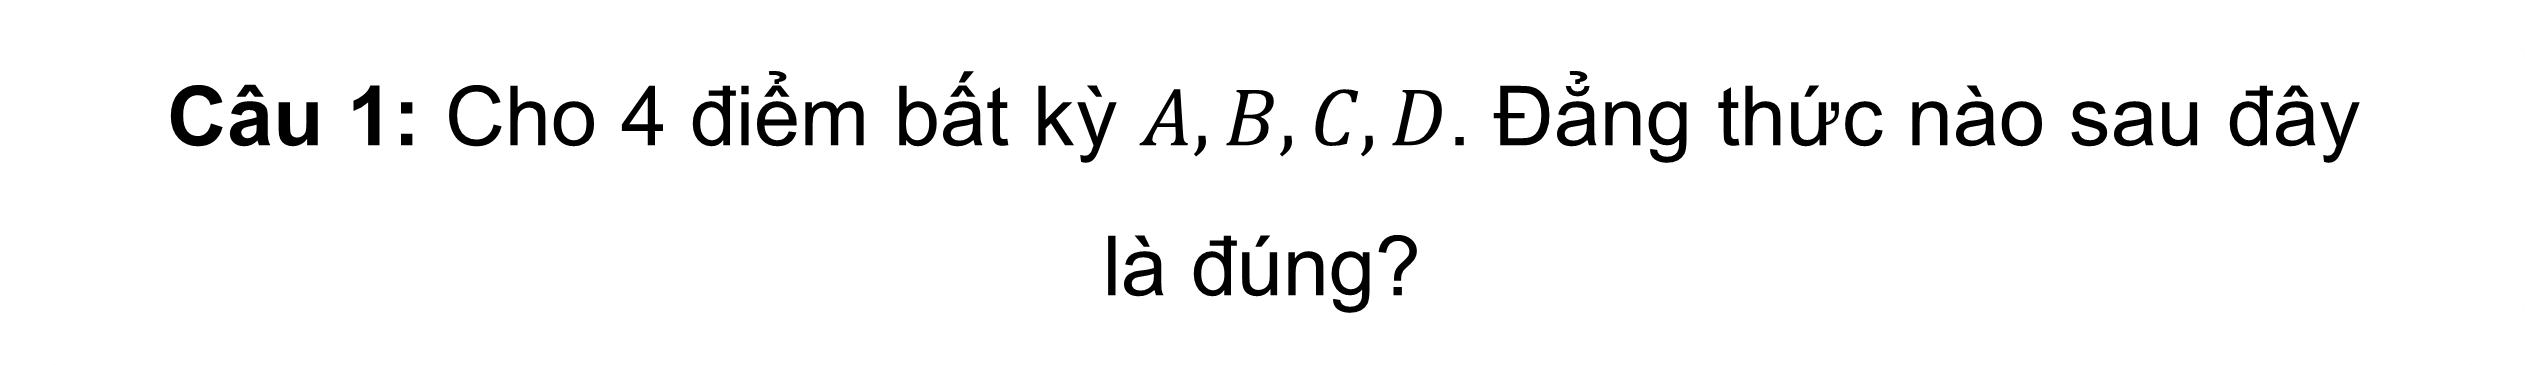 Câu 1: Cho 4 điểm bất kỳ A, B, C, D. Đẳng thức nào sau đây
là đúng?